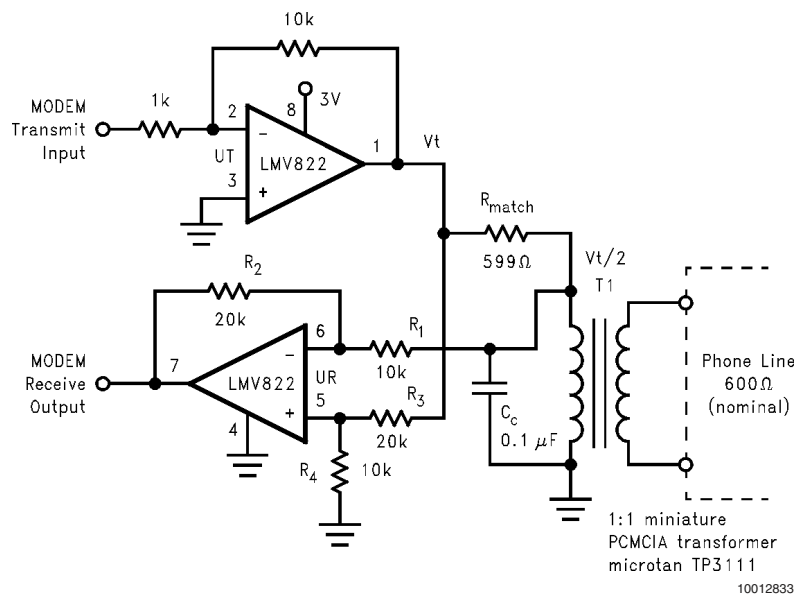 10k
1k
MODEM
Transmit
Input
2
8
3V
−
UT
LMV822
1
Vt
3
+
Rmatch
599Ω
Vt/2
T1
R2
20k
6
R1
−
10k
MODEM
Receive
Output
7
LMV822
UR
5
R3
+
20k
4
R4
10k
Cc
0.1 μF
Phone Line
600Ω
(nominal)
1:1 miniature
PCMCIA transformer
microtan TP3111
10012833